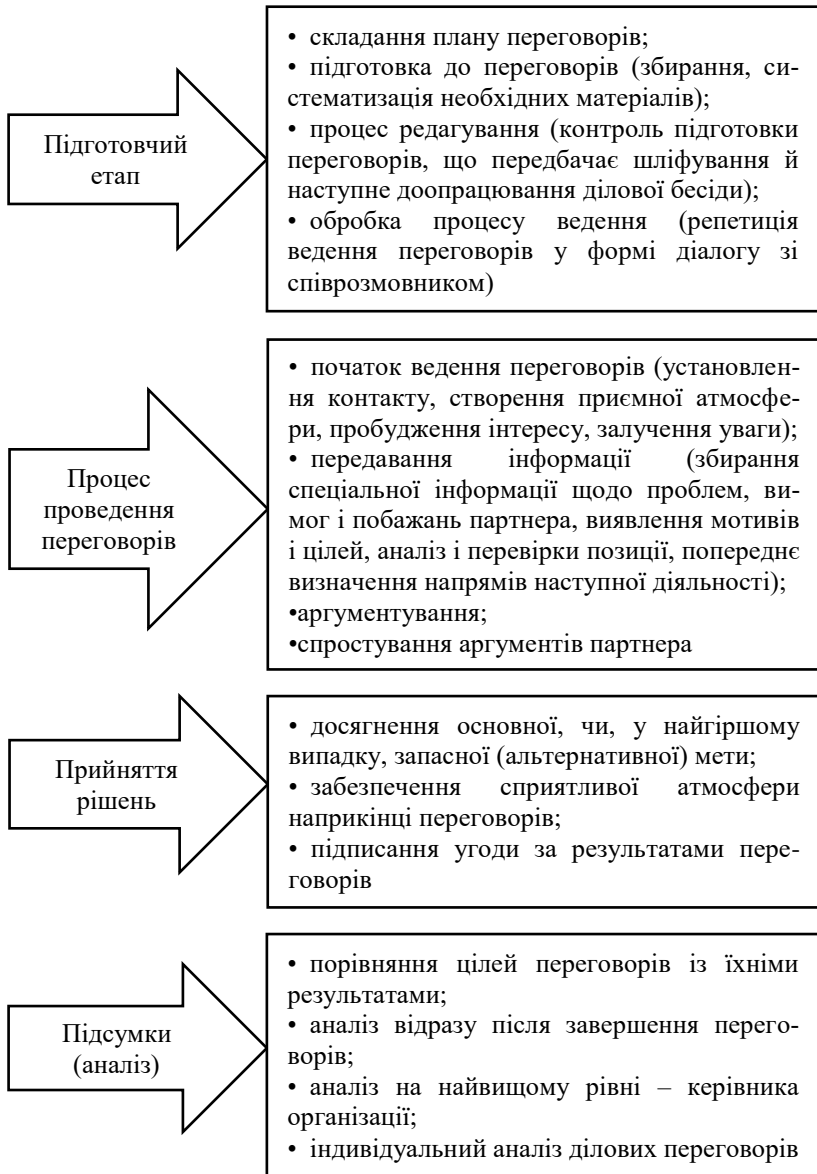 Підготовчий
етап
• складання плану переговорів;
• підготовка до переговорів (збирання, си-
стематизація необхідних матеріалів);
• процес редагування (контроль підготовки
переговорів, що передбачає шліфування й
наступне доопрацювання ділової бесіди);
• обробка процесу ведення (репетиція
ведення переговорів у формі діалогу зі
співрозмовником)
Процес
проведення
переговорів
• початок ведення переговорів (установлен-
ня контакту, створення приємної атмосфе-
ри, пробудження інтересу, залучення уваги);
• передавання інформації (збирання
спеціальної інформації щодо проблем, ви-
мог і побажань партнера, виявлення мотивів
і цілей, аналіз і перевірки позиції, попереднє
визначення напрямів наступної діяльності);
•аргументування;
•спростування аргументів партнера
Прийняття
рішень
• досягнення основної, чи, у найгіршому
випадку, запасної (альтернативної) мети;
• забезпечення сприятливої атмосфери
наприкінці переговорів;
• підписання угоди за результатами пере-
говорів
Підсумки
(аналіз)
• порівняння цілей переговорів із їхніми
результатами;
• аналіз відразу після завершення перего-
ворів;
• аналіз на найвищому рівні – керівника
організації;
• індивідуальний аналіз ділових переговорів